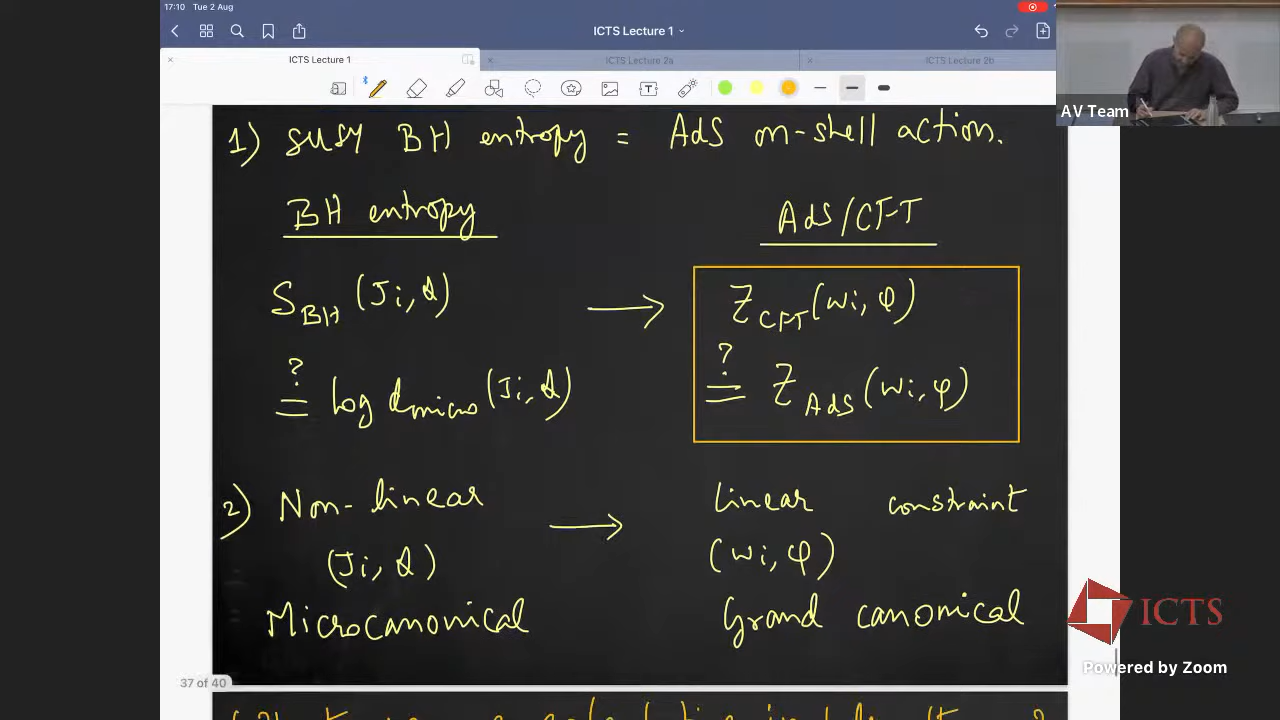 17:10 Tue 2 Aug
ICTS Lecture 1
ICTS Lecture 1
ICTS Lecture 2a
ICTS Lecture 2b
AV Team
1) SUSY BH entropy = AdS on-shell action.
BH entropy
AdS/CFT
S_BH (Ji, Q) → Z_CFT (ωi, φ)
? = log d_micro (Ji, Q)
? = Z_AdS (ωi, φ)
2) Non-linear → linear constraint
(Ji, Q) (ωi, φ)
Microcanonical Grand canonical
ICTS
Powered by Zoom
37 of 40